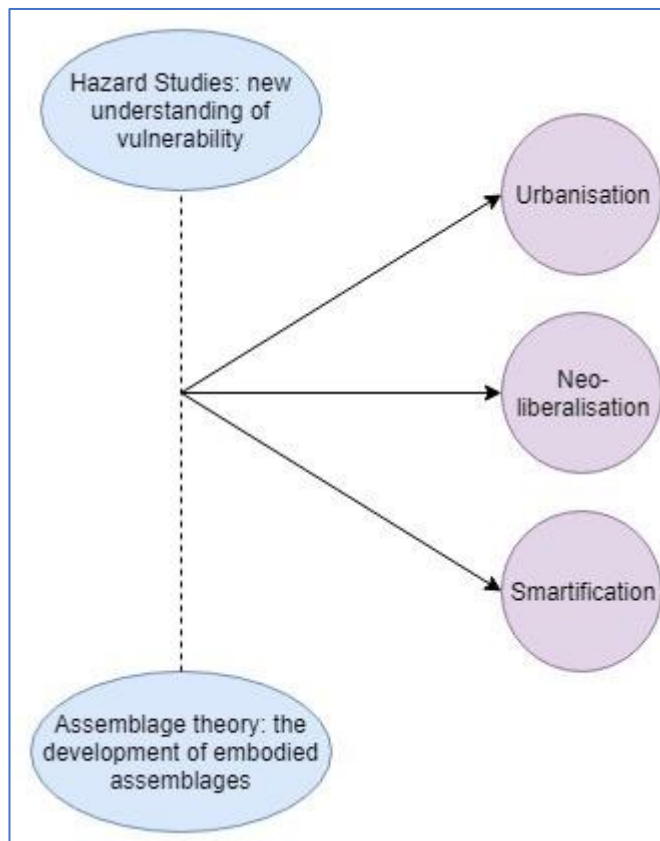 Hazard Studies: new
understanding of
vulnerability
Urbanisation
Neo-
liberalisation
Smartification
Assemblage theory: the
development of embodied
assemblages